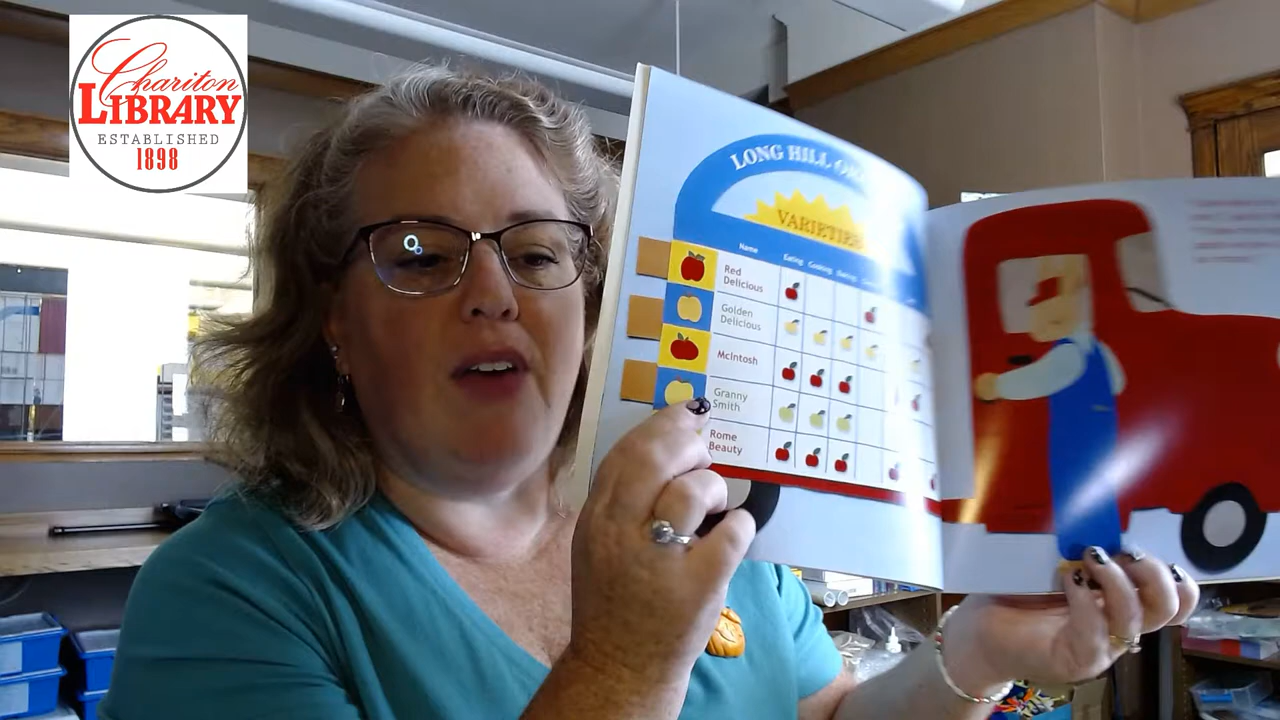 Chariton
LIBRARY
ESTABLISHED
1898
LONG HILL
VARIETIES
Name
Eating
Cooking
Baking
Red
Delicious
Golden
Delicious
McIntosh
Granny
Smith
Rome
Beauty